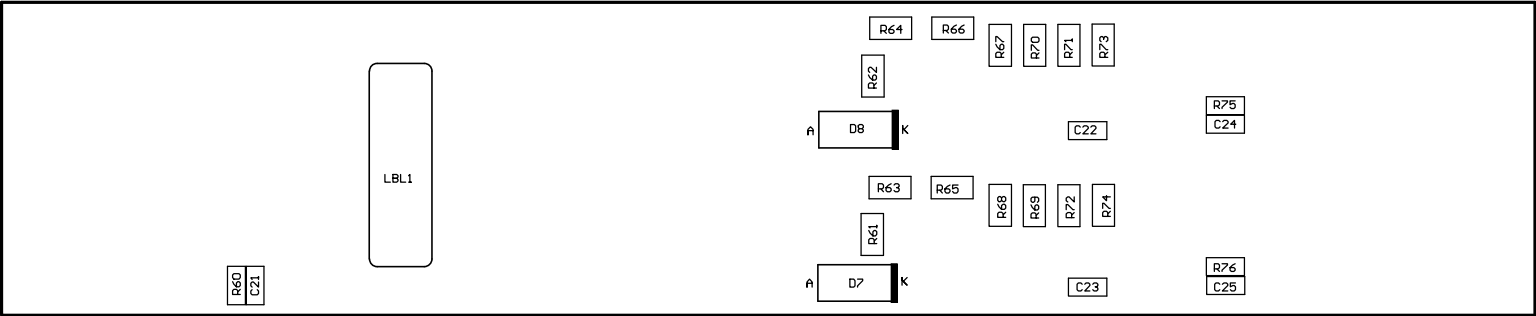 R64
R66
R67
R70
R71
R73
R62
R75
C24
A
D8
K
C22
LBL1
R63
R65
R68
R69
R72
R74
R61
R76
C25
R60
C21
A
D7
K
C23